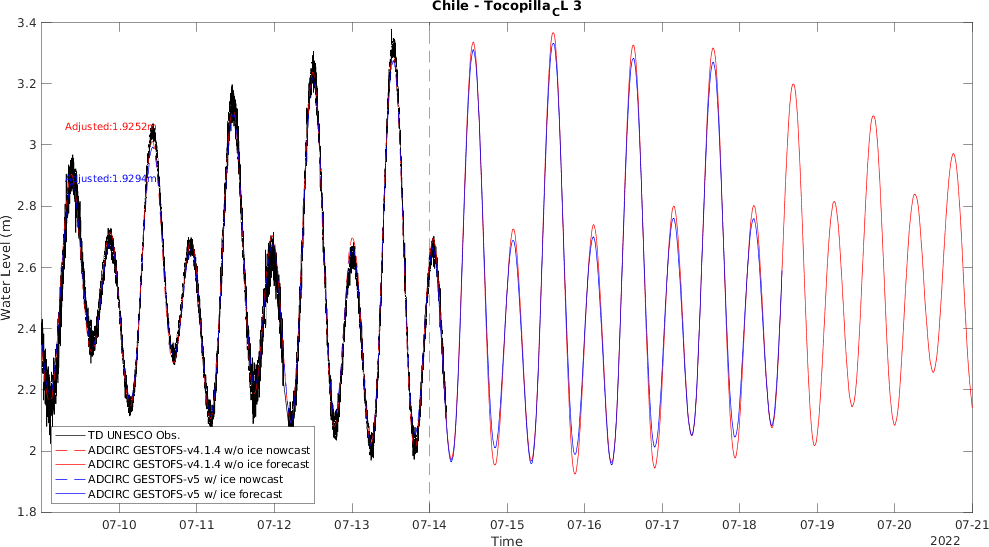 Chile - Tocopilla_CL 3
3.4
3.2
3
2.8
2.6
2.4
2.2
2
1.8
Water Level (m)
Adjusted:1.9252m
Adjusted:1.9294m
TD UNESCO Obs.
ADCIRC GESTOFS-v4.1.4 w/o ice nowcast
ADCIRC GESTOFS-v4.1.4 w/o ice forecast
ADCIRC GESTOFS-v5 w/ ice nowcast
ADCIRC GESTOFS-v5 w/ ice forecast
07-10 07-11 07-12 07-13 07-14 07-15 07-16 07-17 07-18 07-19 07-20 07-21
Time
2022